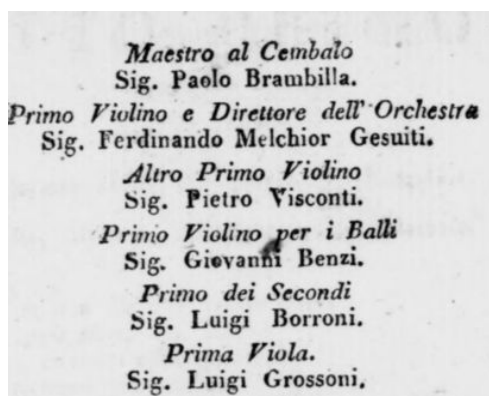 Maestro al Cembalo
Sig. Paolo Brambilla.
Primo Violino e Direttore dell' Orchestra
Sig. Ferdinando Melchior Gesuiti.
Altro Primo Violino
Sig. Pietro Visconti.
Primo Violino per i Balli
Sig. Giovanni Benzi.
Primo dei Secondi
Sig. Luigi Borroni.
Prima Viola.
Sig. Luigi Grossoni.